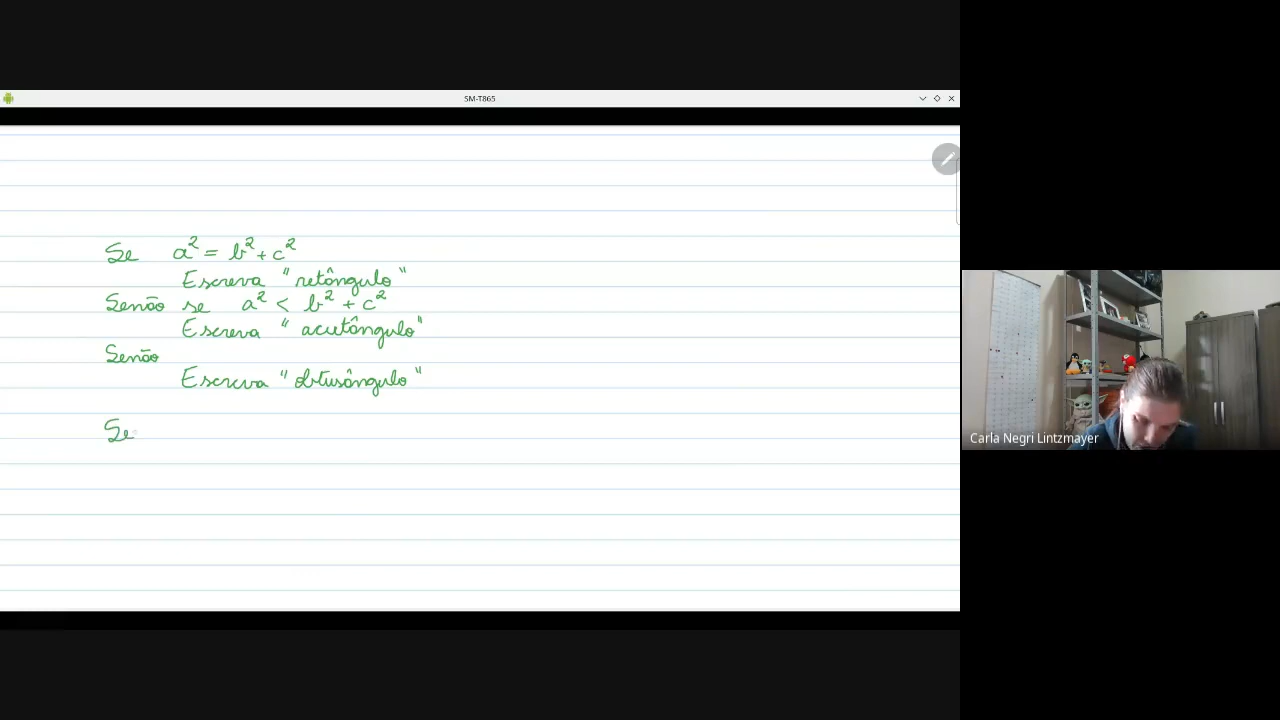 SM-T865
Se a² = b² + c²
Escreva "retângulo"
Senão se a² < b² + c²
Escreva "acutângulo"
Senão
Escreva "obtusângulo"
Se
Carla Negri Lintzmayer